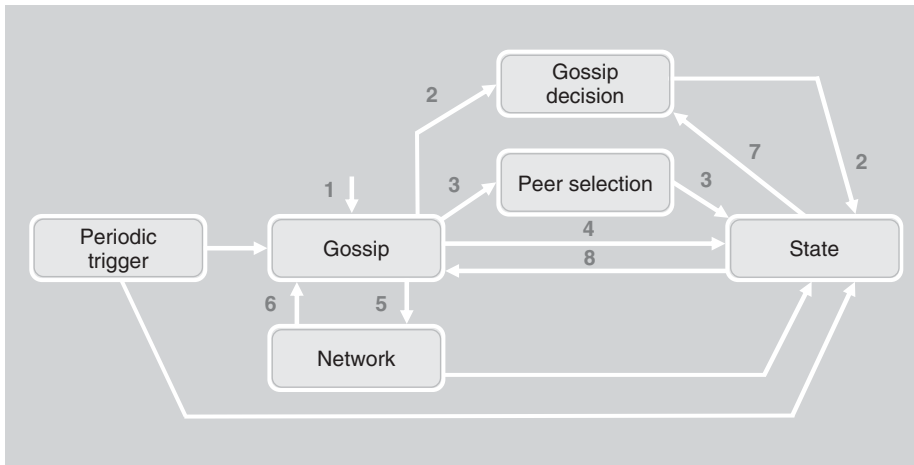 Gossip
decision
2
7
2
1
3
Peer selection
3
Periodic
trigger
Gossip
4
8
State
6
5
Network